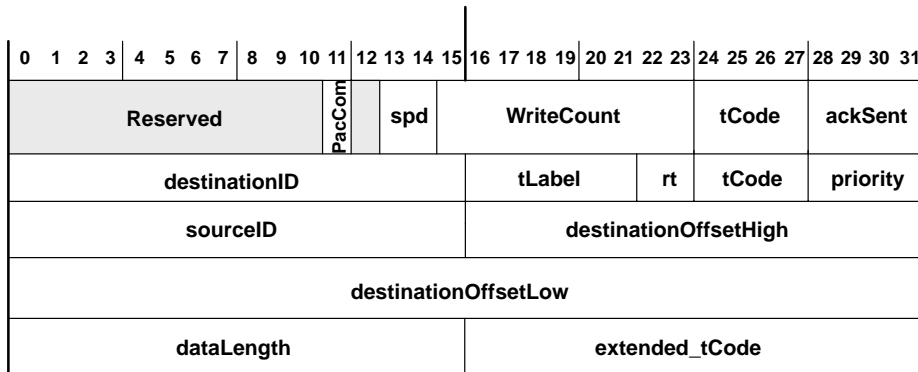 0 1 2 3 4 5 6 7 8 9 10 11 12 13 14 15 16 17 18 19 20 21 22 23 24 25 26 27 28 29 30 31
Reserved PacCom spd WriteCount tCode ackSent
destinationID tLabel rt tCode priority
sourceID destinationOffsetHigh
destinationOffsetLow
dataLength extended_tCode